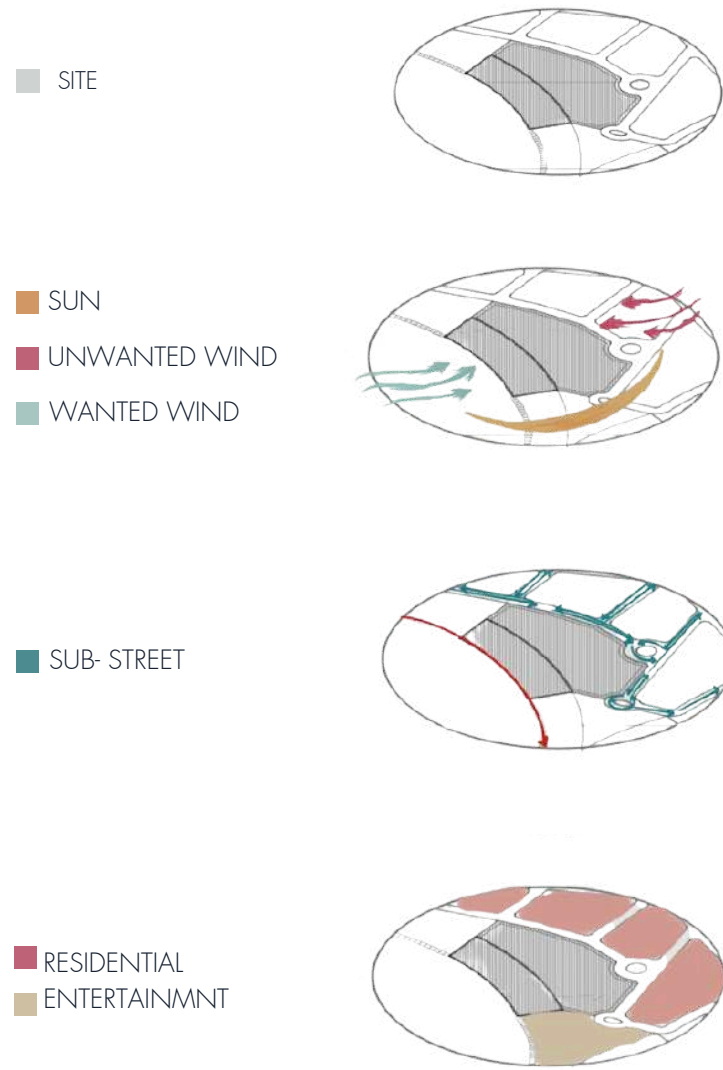 SITE
SUN
UNWANTED WIND
WANTED WIND
SUB- STREET
RESIDENTIAL
ENTERTAINMNT